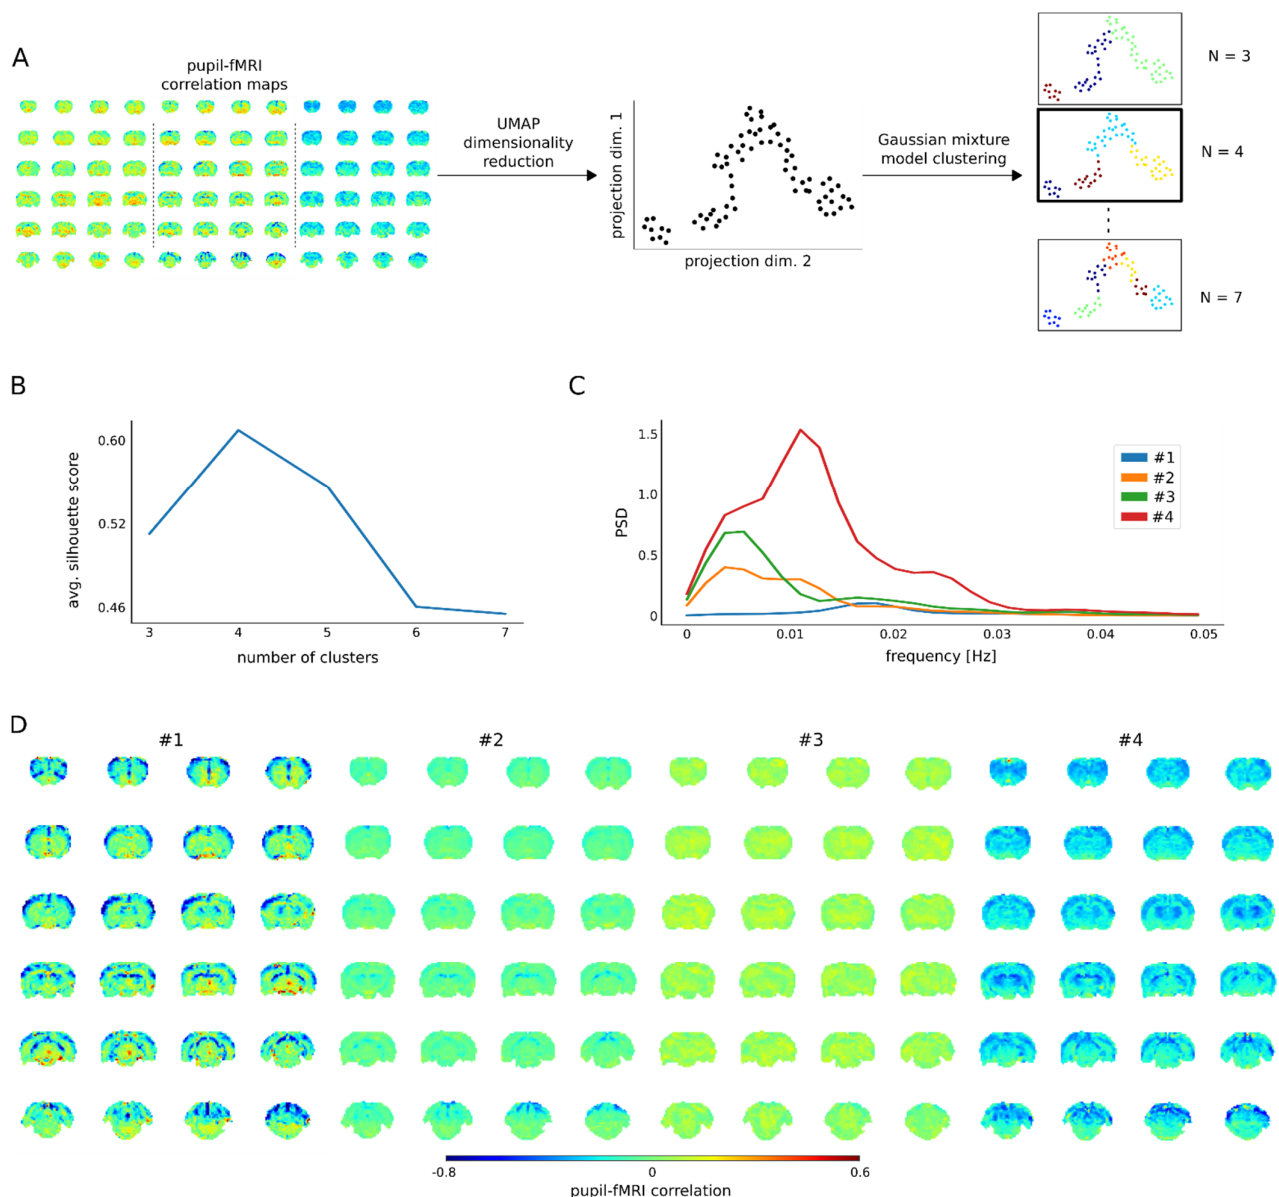 A
pupil-fMRI
correlation maps
UMAP
dimensionality
reduction
projection dim. 1
projection dim. 2
Gaussian mixture
model clustering
N = 3
N = 4
N = 7
B
avg. silhouette score
0.60
0.52
0.46
3 4 5 6 7
number of clusters
C
PSD
1.5
1.0
0.5
0
0 0.01 0.02 0.03 0.04 0.05
frequency [Hz]
#1
#2
#3
#4
D
#1 #2 #3 #4
-0.8 0 0.6
pupil-fMRI correlation